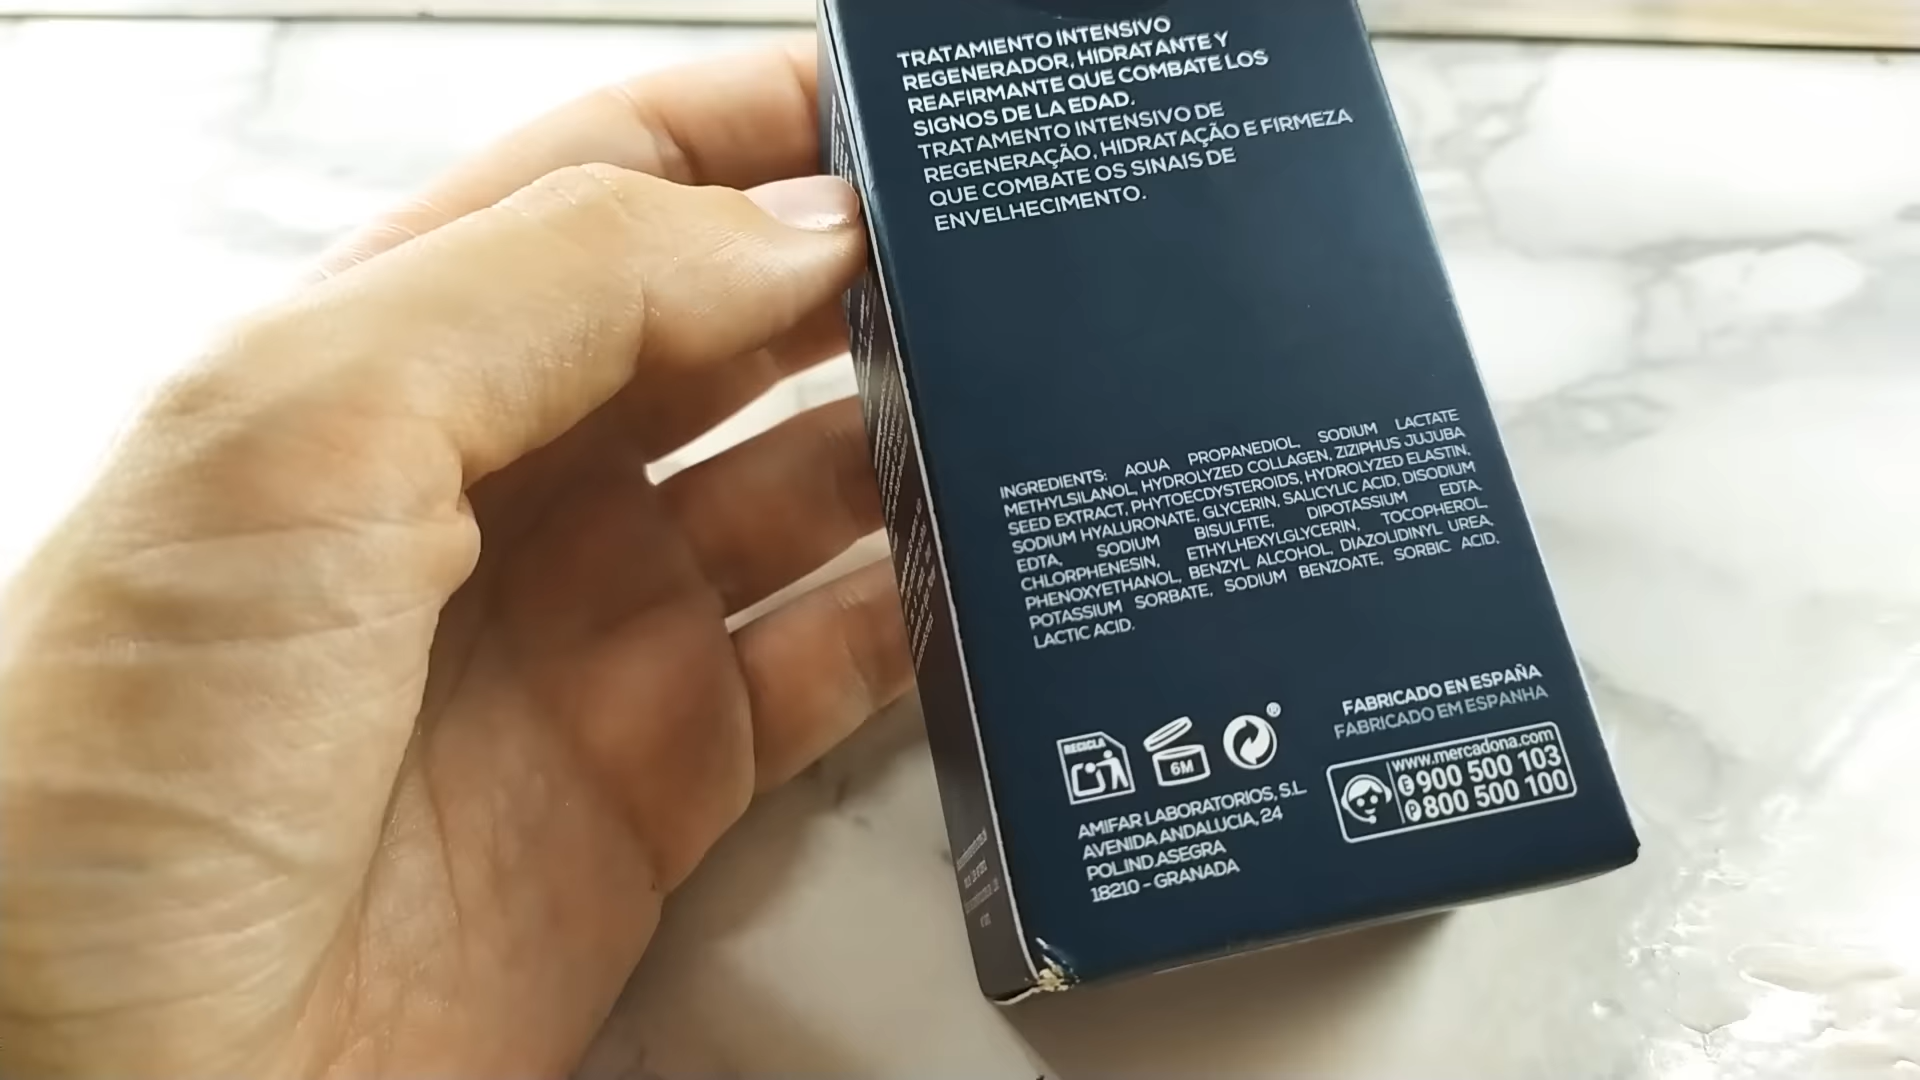 TRATAMIENTO INTENSIVO
REGENERADOR, HIDRATANTE Y
REAFIRMANTE QUE COMBATE LOS
SIGNOS DE LA EDAD.
TRATAMENTO INTENSIVO DE
REGENERAÇÃO, HIDRATAÇÃO E FIRMEZA
QUE COMBATE OS SINAIS DE
ENVELHECIMENTO.
INGREDIENTS: AQUA PROPANEDIOL, SODIUM LACTATE
METHYLSILANOL, HYDROLYZED COLLAGEN, ZIZIPHUS JUJUBA
SEED EXTRACT, PHYTOECDYSTEROIDS, HYDROLYZED ELASTIN,
SODIUM HYALURONATE, GLYCERIN, SALICYLIC ACID, DISODIUM
EDTA, SODIUM BISULFITE, DIPOTASSIUM EDTA,
CHLORPHENESIN, ETHYLHEXYLGLYCERIN, TOCOPHEROL,
PHENOXYETHANOL, BENZYL ALCOHOL, DIAZOLIDINYL UREA,
POTASSIUM SORBATE, SODIUM BENZOATE, SORBIC ACID,
LACTIC ACID.
FABRICADO EN ESPAÑA
FABRICADO EM ESPANHA
RECICLA
6M
®
www.mercadona.com
E 900 500 103
P 800 500 100
AMIFAR LABORATORIOS, S.L
AVENIDA ANDALUCIA, 24
POLIND.ASEGRA
18210 - GRANADA